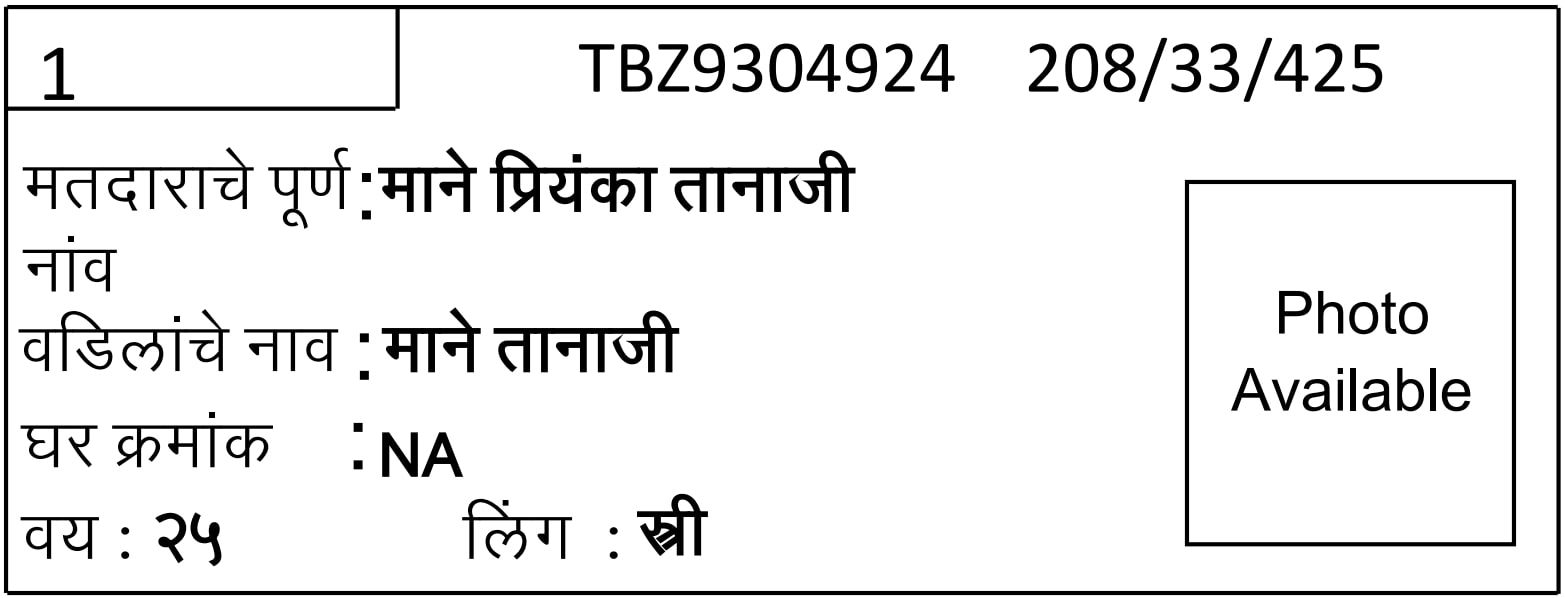 1 TBZ9304924 208/33/425
मतदाराचे पूर्ण :माने प्रियंका तानाजी
नांव
वडिलांचे नाव :माने तानाजी
घर क्रमांक :NA
वय : २५ लिंग : स्त्री
Photo
Available